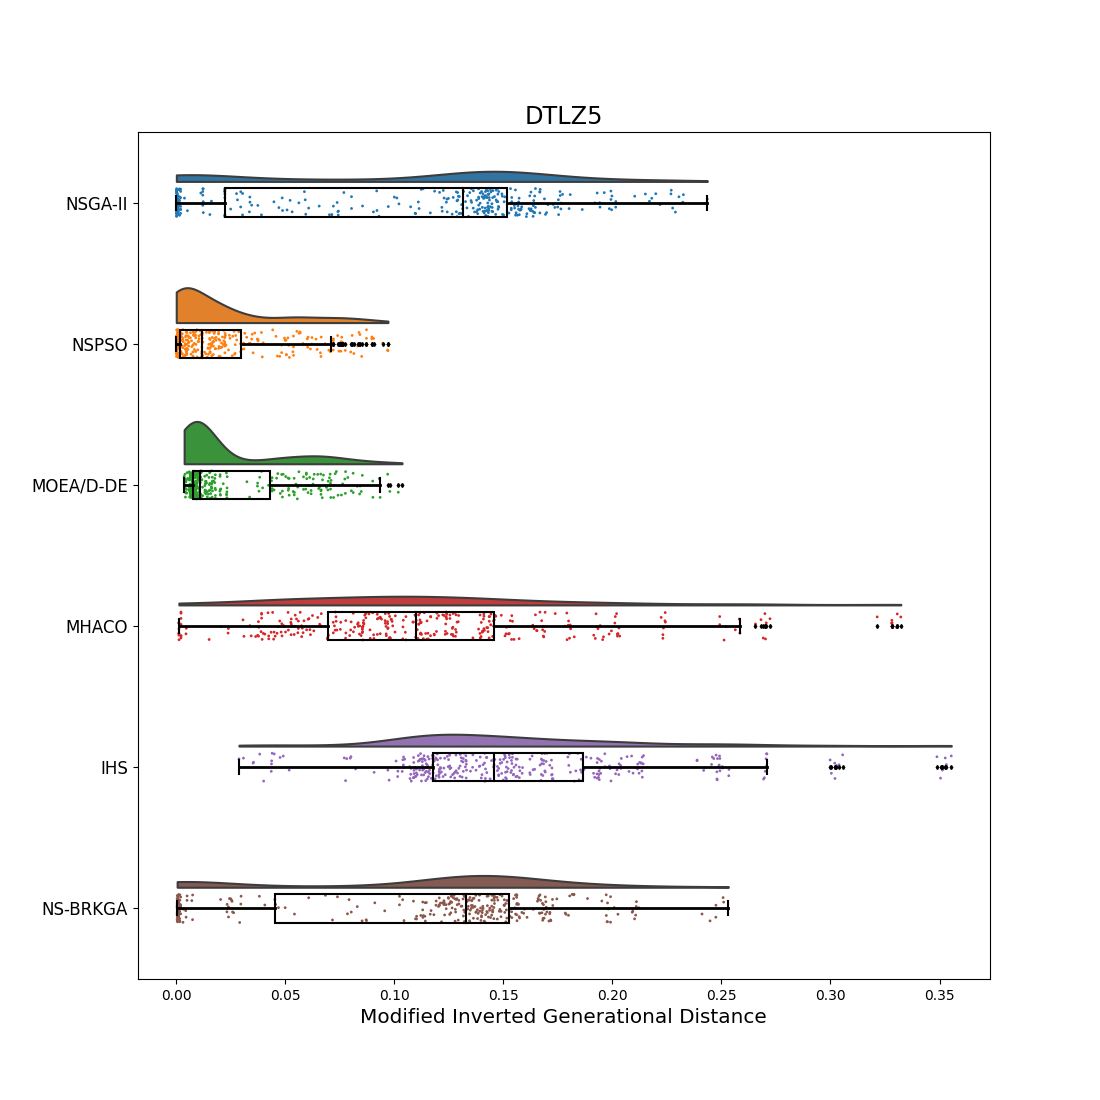 DTLZ5
NSGA-II
NSPSO
MOEA/D-DE
MHACO
IHS
NS-BRKGA
0.00 0.05 0.10 0.15 0.20 0.25 0.30 0.35
Modified Inverted Generational Distance